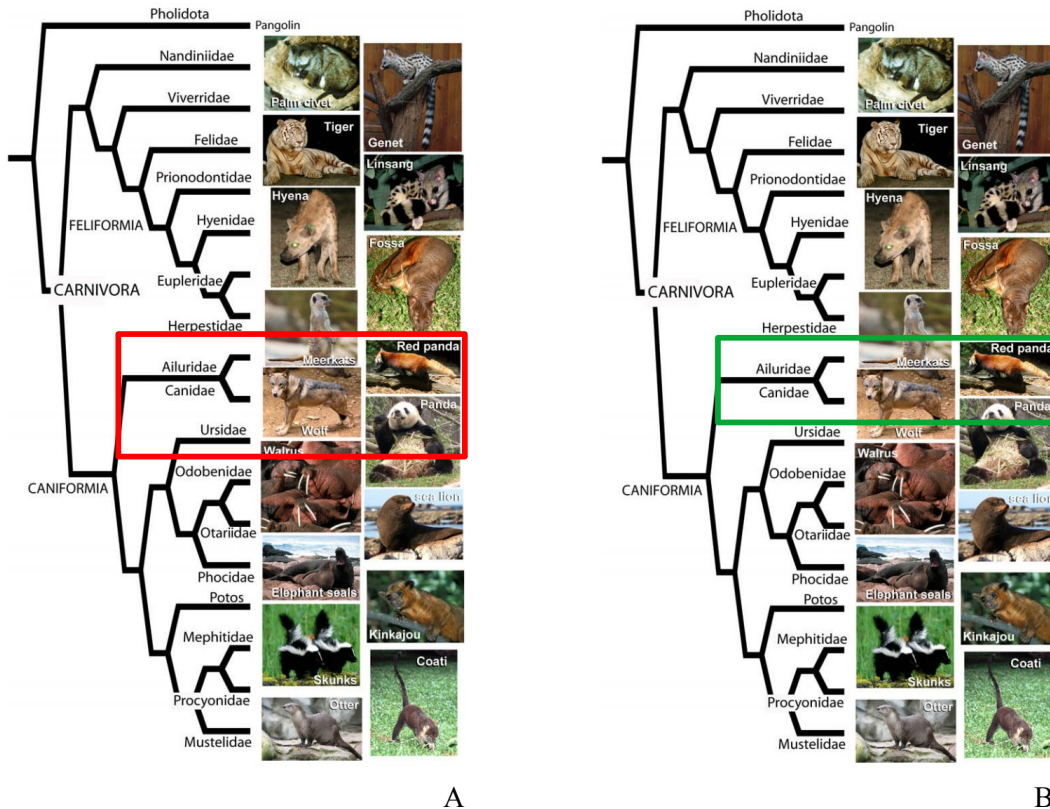 Pholidota
Pangolin
Nandiniidae
Palm civet
Viverridae
Genet
Felidae
Tiger
Linsang
Prionodontidae
Hyena
FELIFORMIA
Hyenidae
Fossa
Eupleridae
CARNIVORA
Herpestidae
Meerkats
Red panda
Ailuridae
Canidae
Panda
Wolf
Ursidae
Walrus
Odobenidae
CANIFORMIA
sea lion
Otariidae
Phocidae
Elephant seals
Potos
Kinkajou
Mephitidae
Skunks
Coati
Procyonidae
Otter
Mustelidae
A
Pholidota
Pangolin
Nandiniidae
Palm civet
Viverridae
Genet
Felidae
Tiger
Linsang
Prionodontidae
Hyena
FELIFORMIA
Hyenidae
Fossa
Eupleridae
CARNIVORA
Herpestidae
Meerkats
Red panda
Ailuridae
Canidae
Panda
Wolf
Ursidae
Walrus
Odobenidae
CANIFORMIA
sea lion
Otariidae
Phocidae
Elephant seals
Potos
Kinkajou
Mephitidae
Skunks
Coati
Procyonidae
Otter
Mustelidae
B